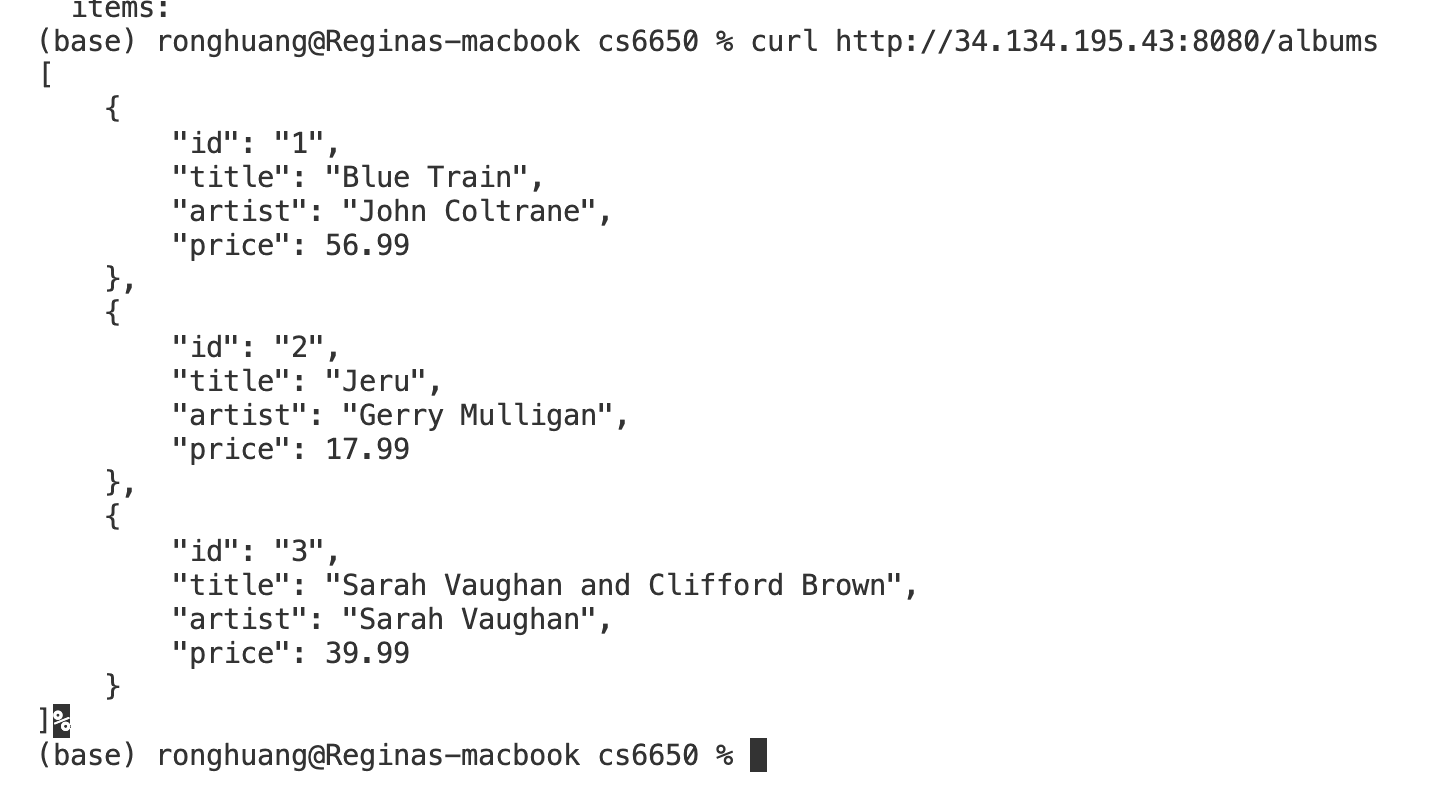 items:
(base) ronghuang@Reginas-macbook cs6650 % curl http://34.134.195.43:8080/albums
[
    {
        "id": "1",
        "title": "Blue Train",
        "artist": "John Coltrane",
        "price": 56.99
    },
    {
        "id": "2",
        "title": "Jeru",
        "artist": "Gerry Mulligan",
        "price": 17.99
    },
    {
        "id": "3",
        "title": "Sarah Vaughan and Clifford Brown",
        "artist": "Sarah Vaughan",
        "price": 39.99
    }
]%
(base) ronghuang@Reginas-macbook cs6650 %